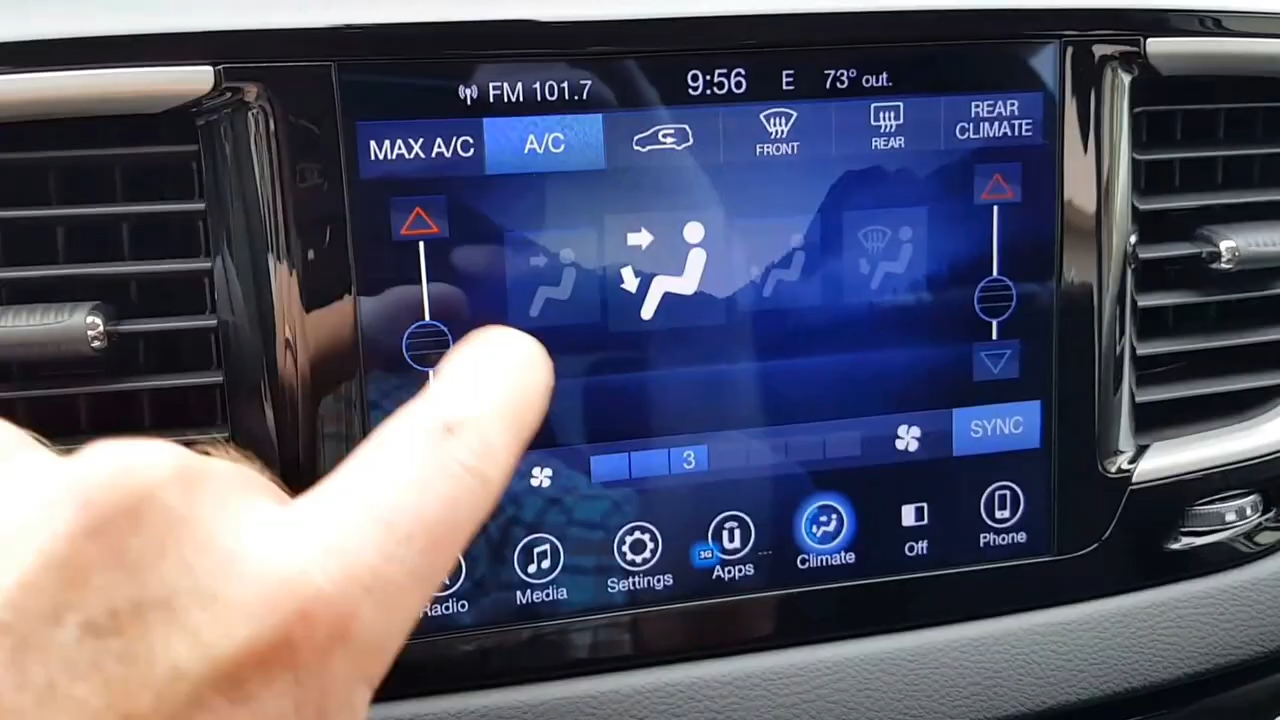 FM 101.7 9:56 E 73° out.
MAX A/C A/C FRONT REAR REAR
CLIMATE
3 SYNC
3G
Radio Media Settings Apps Climate Off Phone